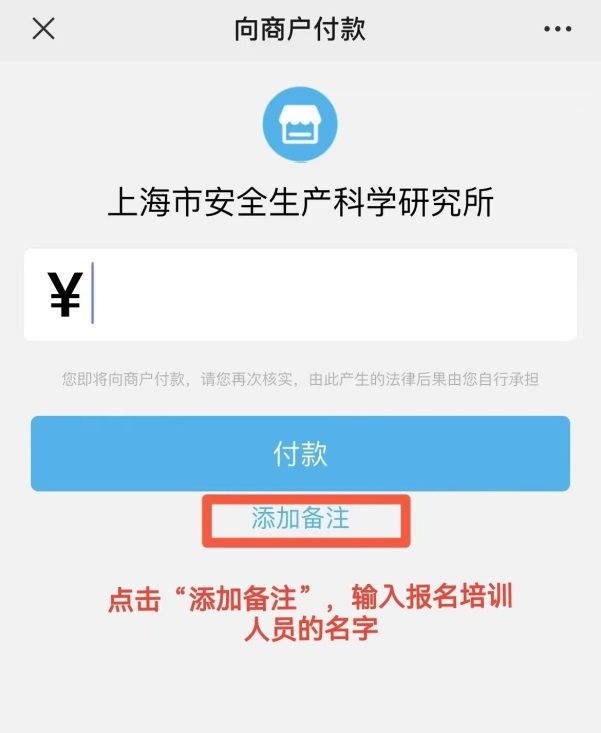 向商户付款
上海市安全生产科学研究所
¥
您即将向商户付款，请您再次核实，由此产生的法律后果由您自行承担
付款
添加备注
点击“添加备注”，输入报名培训
人员的名字